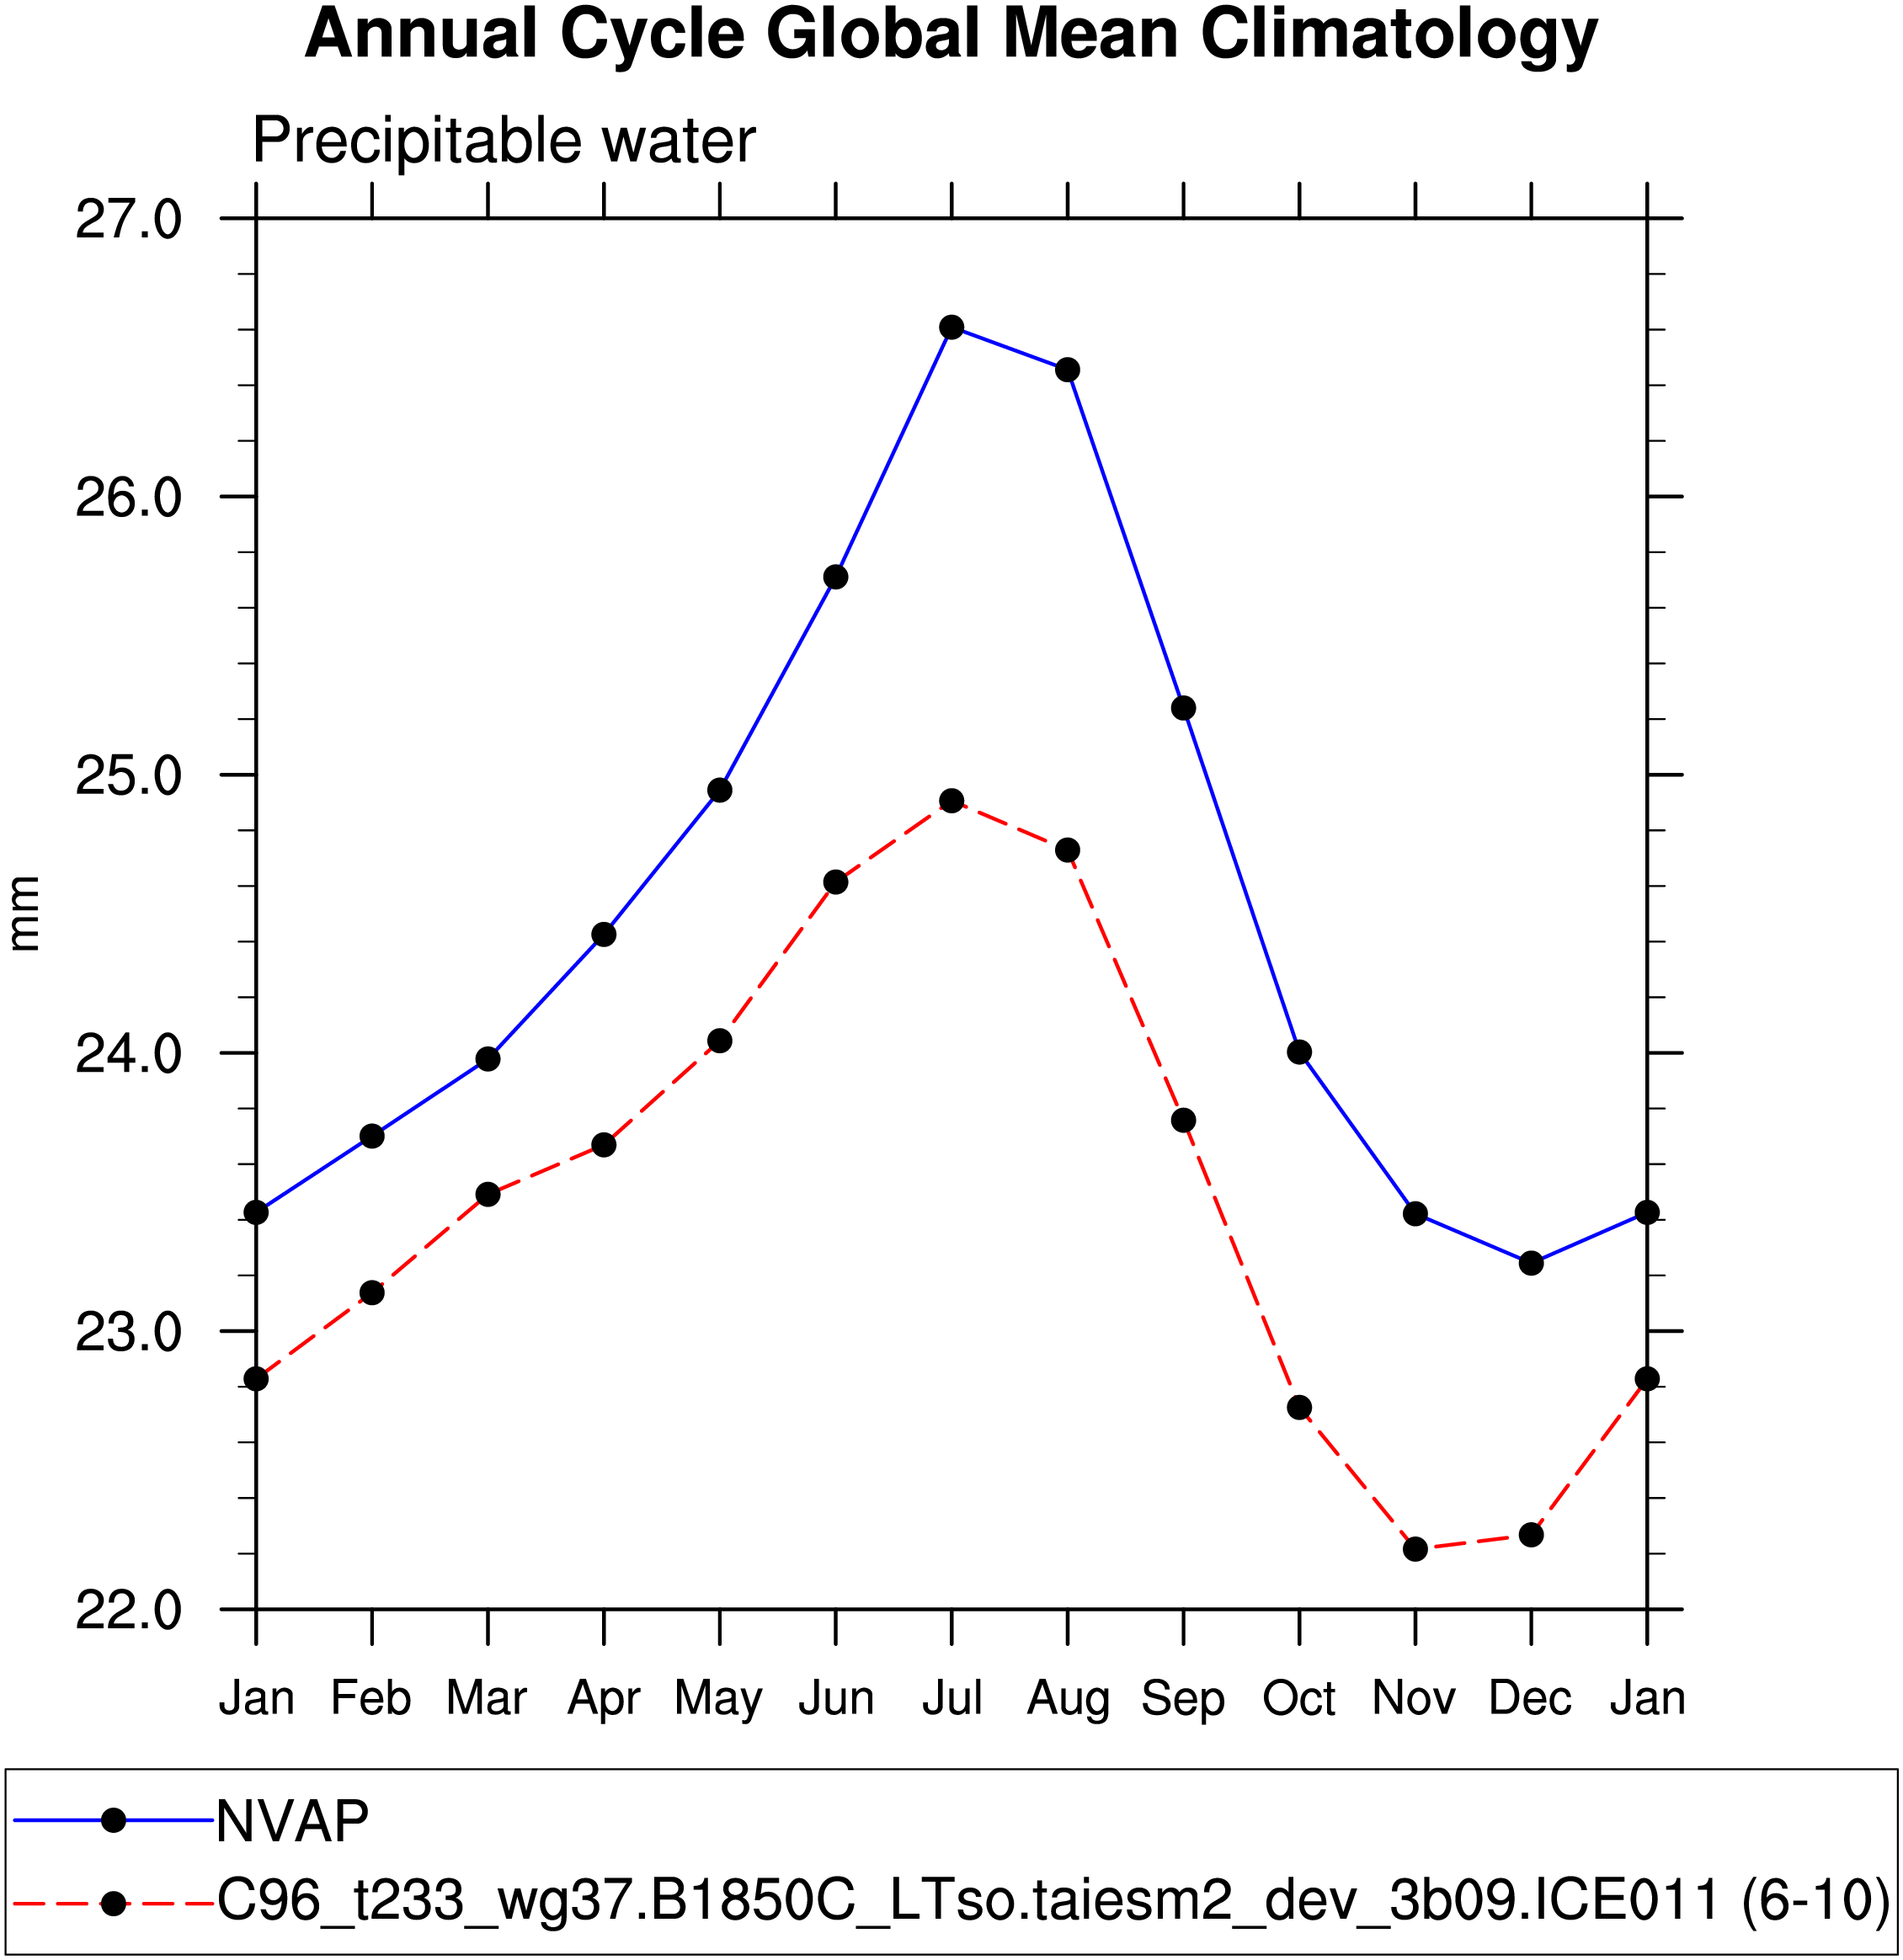 Annual Cycle Global Mean Climatology
Precipitable water
27.0
26.0
25.0
24.0
23.0
22.0
mm
Jan Feb Mar Apr May Jun Jul Aug Sep Oct Nov Dec Jan
NVAP
C96_t233_wg37.B1850C_LTso.taiesm2_dev_3b09.ICE011 (6-10)